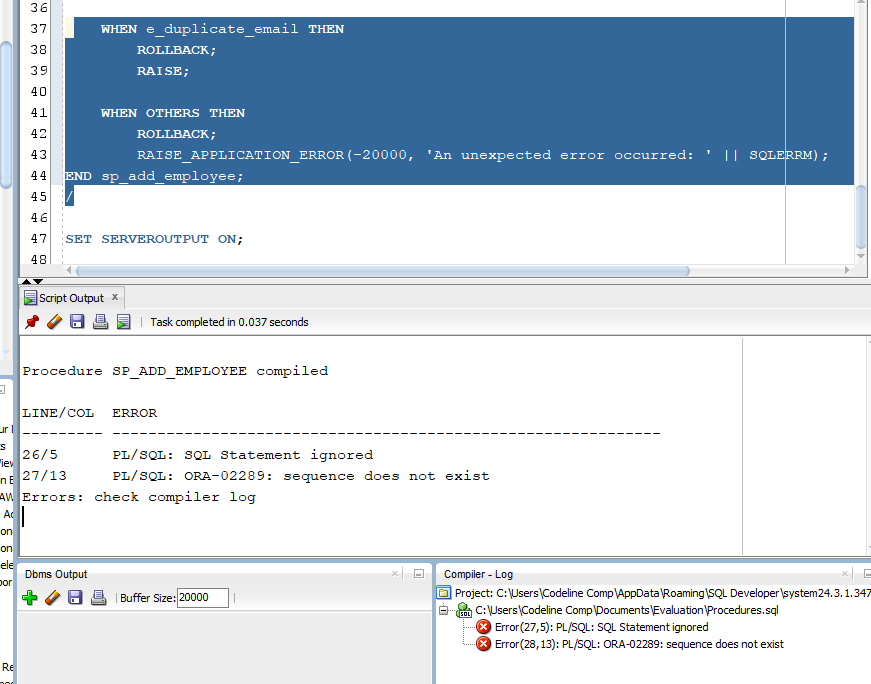 36
37 WHEN e_duplicate_email THEN
38 ROLLBACK;
39 RAISE;
40
41 WHEN OTHERS THEN
42 ROLLBACK;
43 RAISE_APPLICATION_ERROR(-20000, 'An unexpected error occurred: ' || SQLERRM);
44 END sp_add_employee;
45 /
46
47 SET SERVEROUTPUT ON;
48
Script Output x
Task completed in 0.037 seconds
Procedure SP_ADD_EMPLOYEE compiled
LINE/COL ERROR
--------- -------------------------------------------------------------
26/5 PL/SQL: SQL Statement ignored
27/13 PL/SQL: ORA-02289: sequence does not exist
Errors: check compiler log
Dbms Output
Buffer Size: 20000
Compiler - Log
Project: C:\Users\Codeline Comp\AppData\Roaming\SQL Developer\system24.3.1.347
C:\Users\Codeline Comp\Documents\Evaluation\Procedures.sql
Error(27,5): PL/SQL: SQL Statement ignored
Error(28,13): PL/SQL: ORA-02289: sequence does not exist